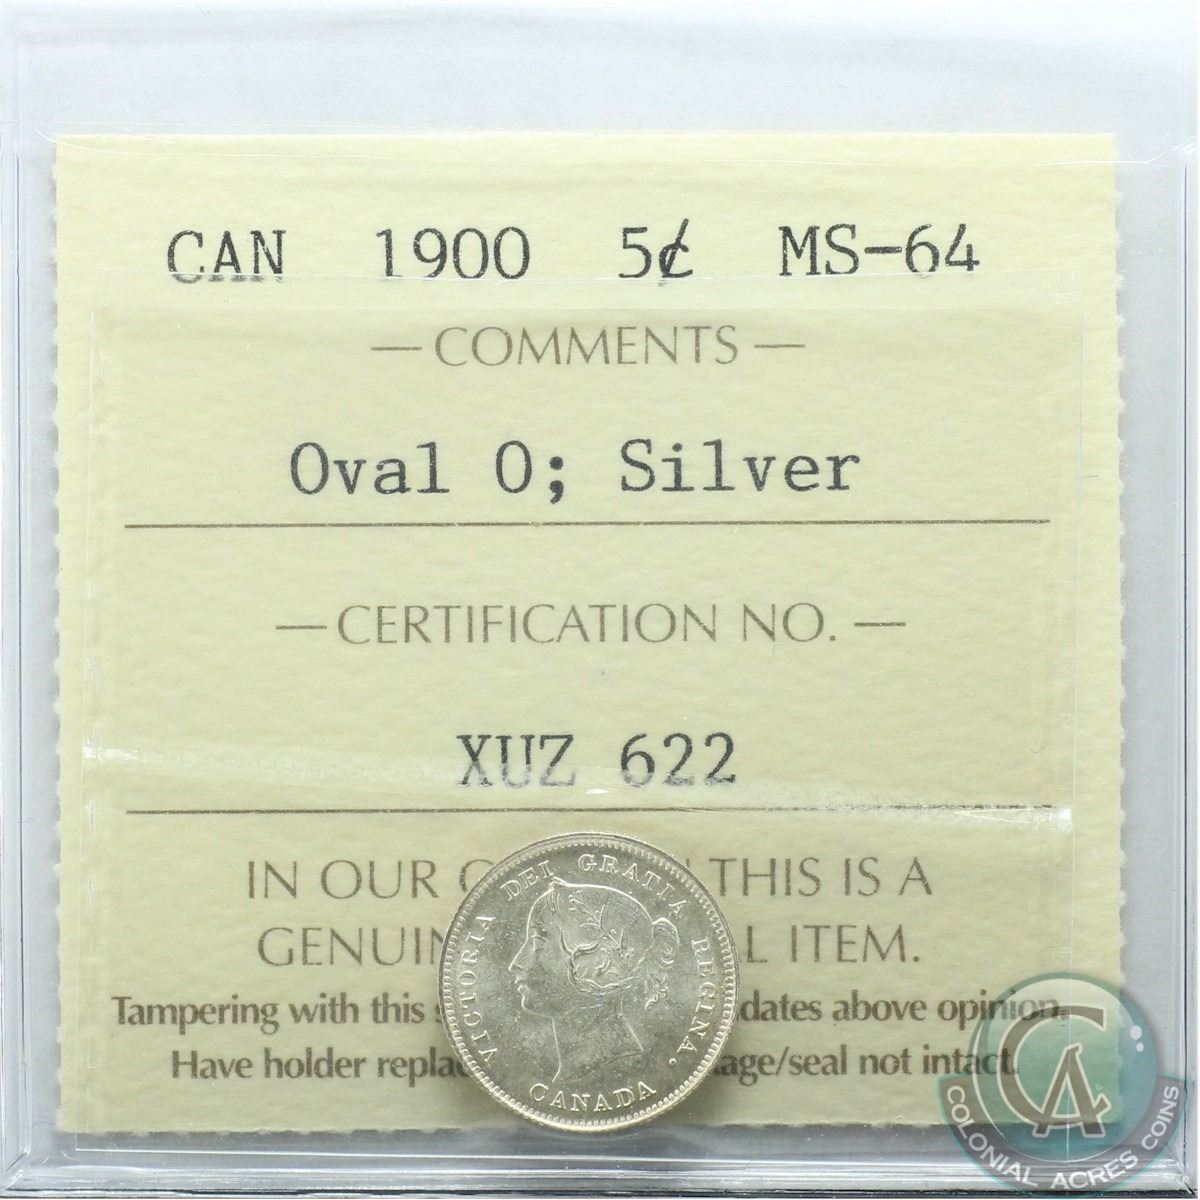 CAN 1900 5¢ MS-64
— COMMENTS —
Oval 0; Silver
— CERTIFICATION NO. —
XUZ 622
IN OUR THIS IS A
GENUIN L ITEM.
Tampering with this s dates above opinion.
Have holder repla age/seal not intact.
VICTORIA DEI GRATIA REGINA.
CANADA
CA
COLONIAL ACRES COINS